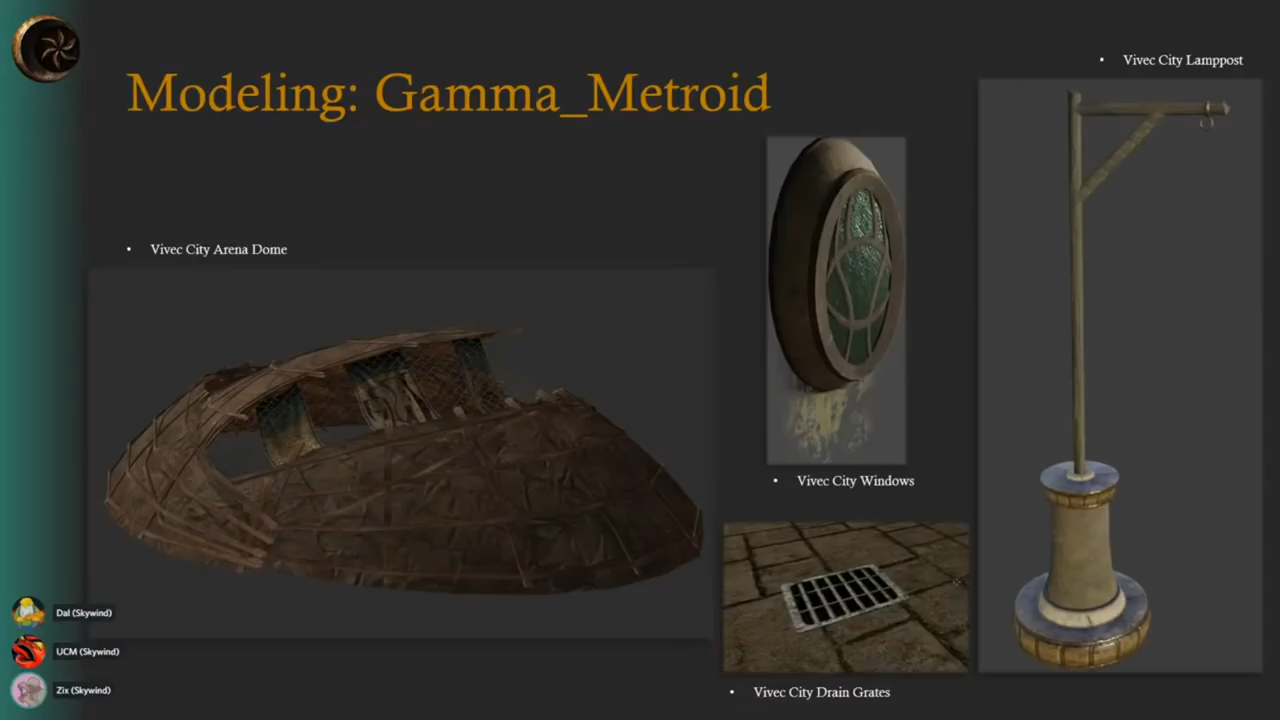 Vivec City Lamppost
Modeling: Gamma_Metroid
Vivec City Arena Dome
Vivec City Windows
Dal (Skywind)
UCM (Skywind)
Zix (Skywind)
Vivec City Drain Grates